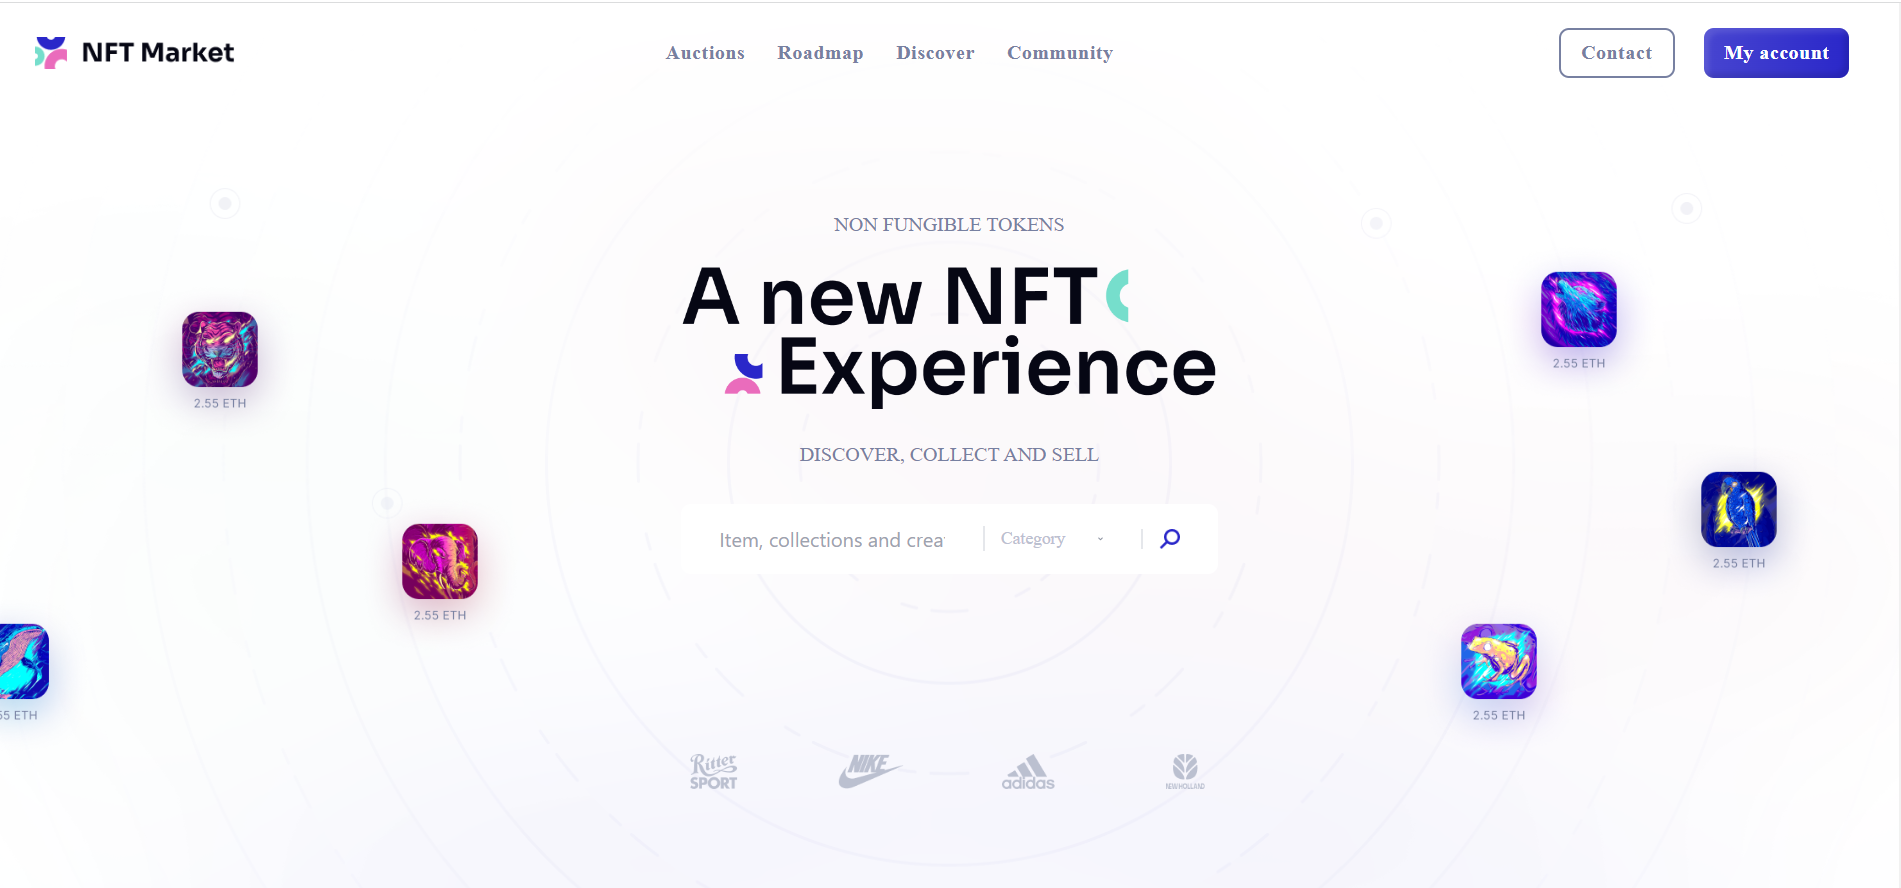 NFT Market
Auctions Roadmap Discover Community
Contact My account
NON FUNGIBLE TOKENS
A new NFT
Experience
DISCOVER, COLLECT AND SELL
Item, collections and crea
Category
2.55 ETH
2.55 ETH
2.55 ETH
2.55 ETH
2.55 ETH
55 ETH
Ritter
SPORT
NIKE
adidas
NEW HOLLAND